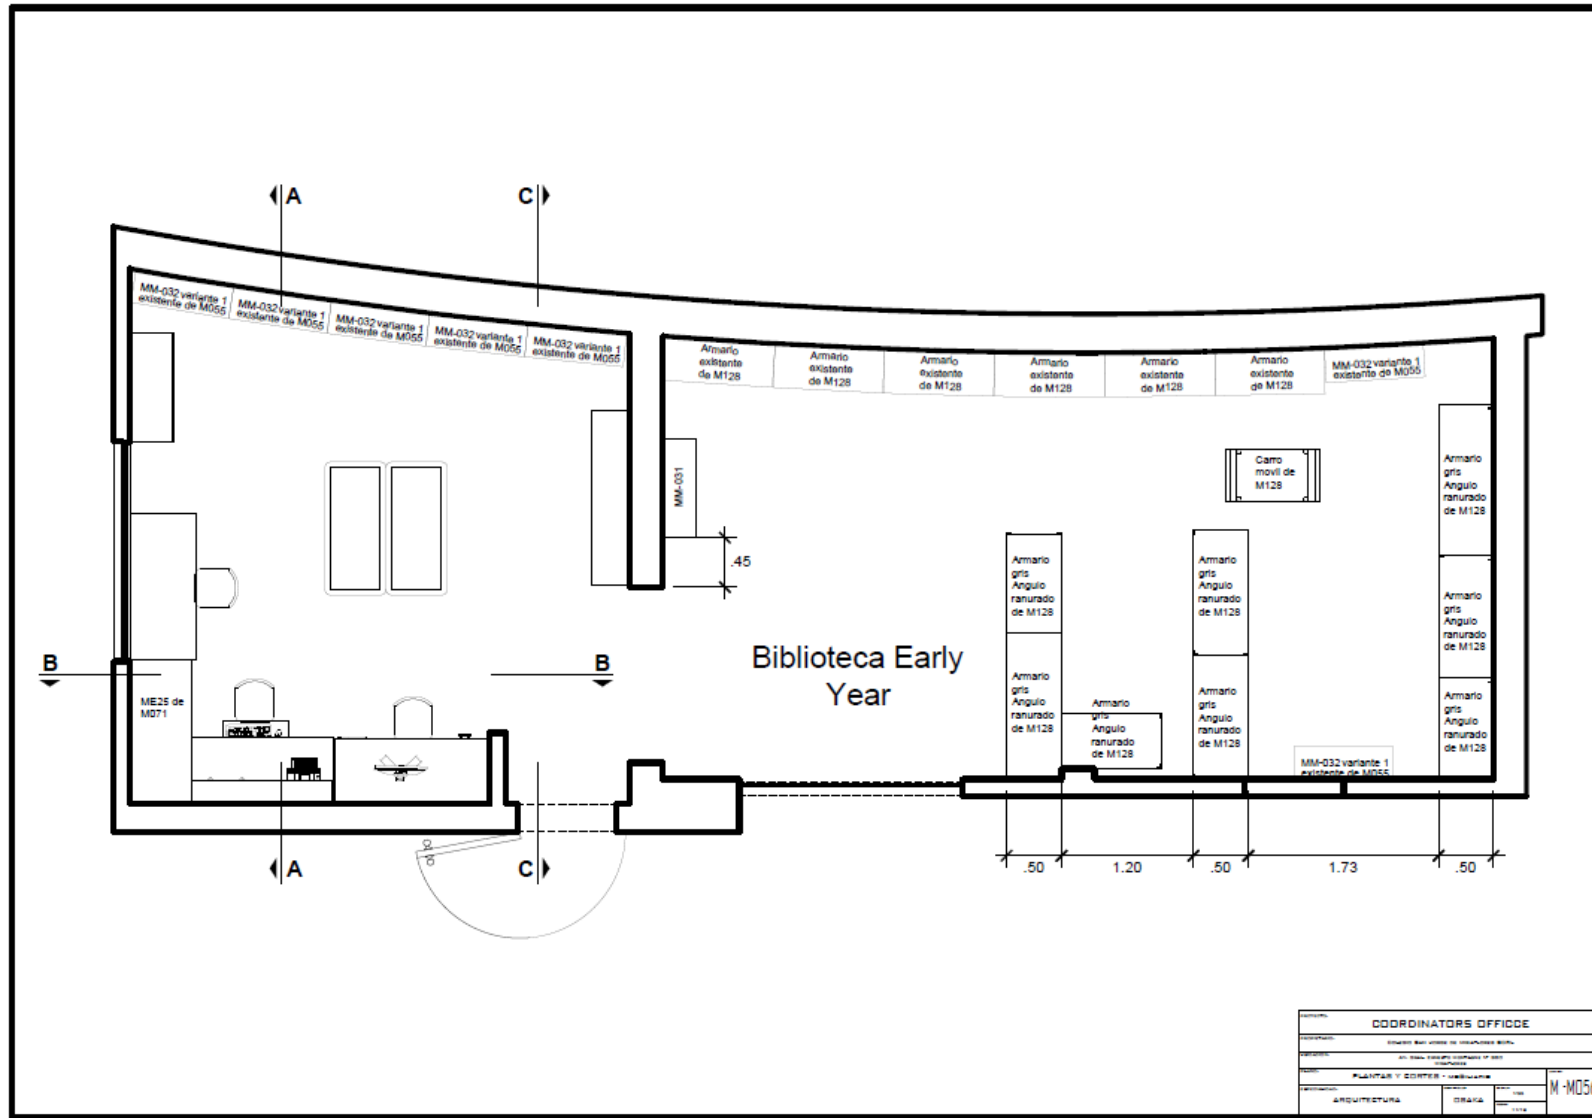 A
C
MM-032 variante 1
existente de M055
MM-032 variante 1
existente de M055
MM-032 variante 1
existente de M055
MM-032 variante 1
existente de M055
MM-032 variante 1
existente de M055
Armario
existente
de M128
Armario
existente
de M128
Armario
existente
de M128
Armario
existente
de M128
Armario
existente
de M128
Armario
existente
de M128
MM-032 variante 1
existente de M055
MM-031
.45
Carro
movil de
M128
Armario
gris
Angulo
ranurado
de M128
Armario
gris
Angulo
ranurado
de M128
Armario
gris
Angulo
ranurado
de M128
Armario
gris
Angulo
ranurado
de M128
B
B
Biblioteca Early
Year
ME25 de
M071
Armario
gris
Angulo
ranurado
de M128
Armario
gris
Angulo
ranurado
de M128
Armario
gris
Angulo
ranurado
de M128
Armario
gris
Angulo
ranurado
de M128
MM-032 variante 1
existente de M055
A
C
.50
1.20
.50
1.73
.50
COORDINATORS OFFICCE
PLANTAS Y CORTES - MOBILIARIO
ARQUITECTURA